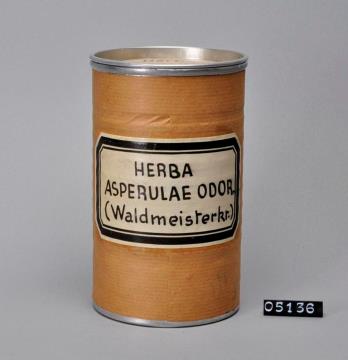 HERBA
ASPERULAE ODOR.
(Waldmeisterkr.)
05136